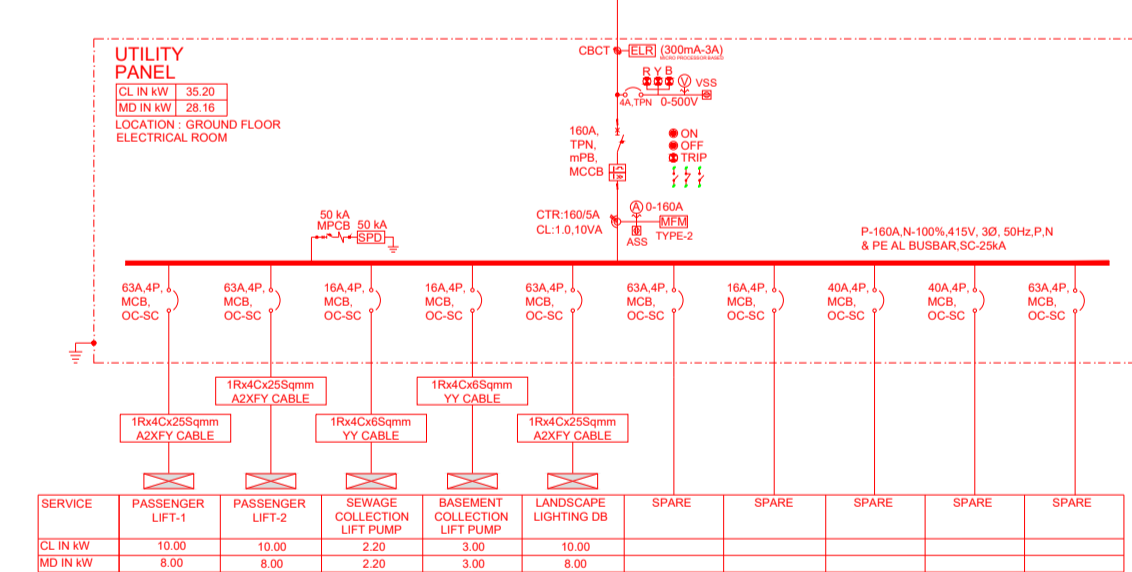 UTILITY
PANEL
CL IN kW 35.20
MD IN kW 28.16
LOCATION : GROUND FLOOR
ELECTRICAL ROOM
CBCT ELR (300mA-3A)
MICRO PROCESSOR BASED
R Y B V VSS
4A,TPN 0-500V
160A,
TPN,
mPB,
MCCB
ON
OFF
TRIP
CTR:160/5A
CL:1.0,10VA
A 0-160A
MFM
ASS TYPE-2
50 kA
MPCB 50 kA
SPD
P-160A,N-100%,415V, 3Ø, 50Hz,P,N
& PE AL BUSBAR,SC-25kA
63A,4P,
MCB,
OC-SC
63A,4P,
MCB,
OC-SC
16A,4P,
MCB,
OC-SC
16A,4P,
MCB,
OC-SC
63A,4P,
MCB,
OC-SC
63A,4P,
MCB,
OC-SC
16A,4P,
MCB,
OC-SC
40A,4P,
MCB,
OC-SC
40A,4P,
MCB,
OC-SC
63A,4P,
MCB,
OC-SC
1Rx4Cx25Sqmm
A2XFY CABLE
1Rx4Cx25Sqmm
A2XFY CABLE
1Rx4Cx6Sqmm
YY CABLE
1Rx4Cx6Sqmm
YY CABLE
1Rx4Cx25Sqmm
A2XFY CABLE
SERVICE
PASSENGER
LIFT-1
PASSENGER
LIFT-2
SEWAGE
COLLECTION
LIFT PUMP
BASEMENT
COLLECTION
LIFT PUMP
LANDSCAPE
LIGHTING DB
SPARE
SPARE
SPARE
SPARE
SPARE
CL IN kW 10.00 10.00 2.20 3.00 10.00
MD IN kW 8.00 8.00 2.20 3.00 8.00